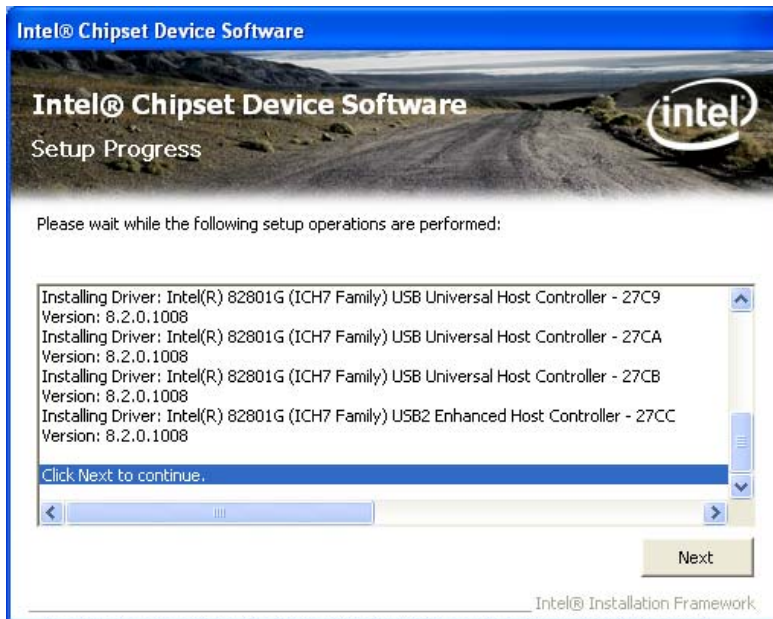 Intel® Chipset Device Software
Intel® Chipset Device Software
intel
Setup Progress
Please wait while the following setup operations are performed:
Installing Driver: Intel(R) 82801G (ICH7 Family) USB Universal Host Controller - 27C9
Version: 8.2.0.1008
Installing Driver: Intel(R) 82801G (ICH7 Family) USB Universal Host Controller - 27CA
Version: 8.2.0.1008
Installing Driver: Intel(R) 82801G (ICH7 Family) USB Universal Host Controller - 27CB
Version: 8.2.0.1008
Installing Driver: Intel(R) 82801G (ICH7 Family) USB2 Enhanced Host Controller - 27CC
Version: 8.2.0.1008
Click Next to continue.
Next
Intel® Installation Framework